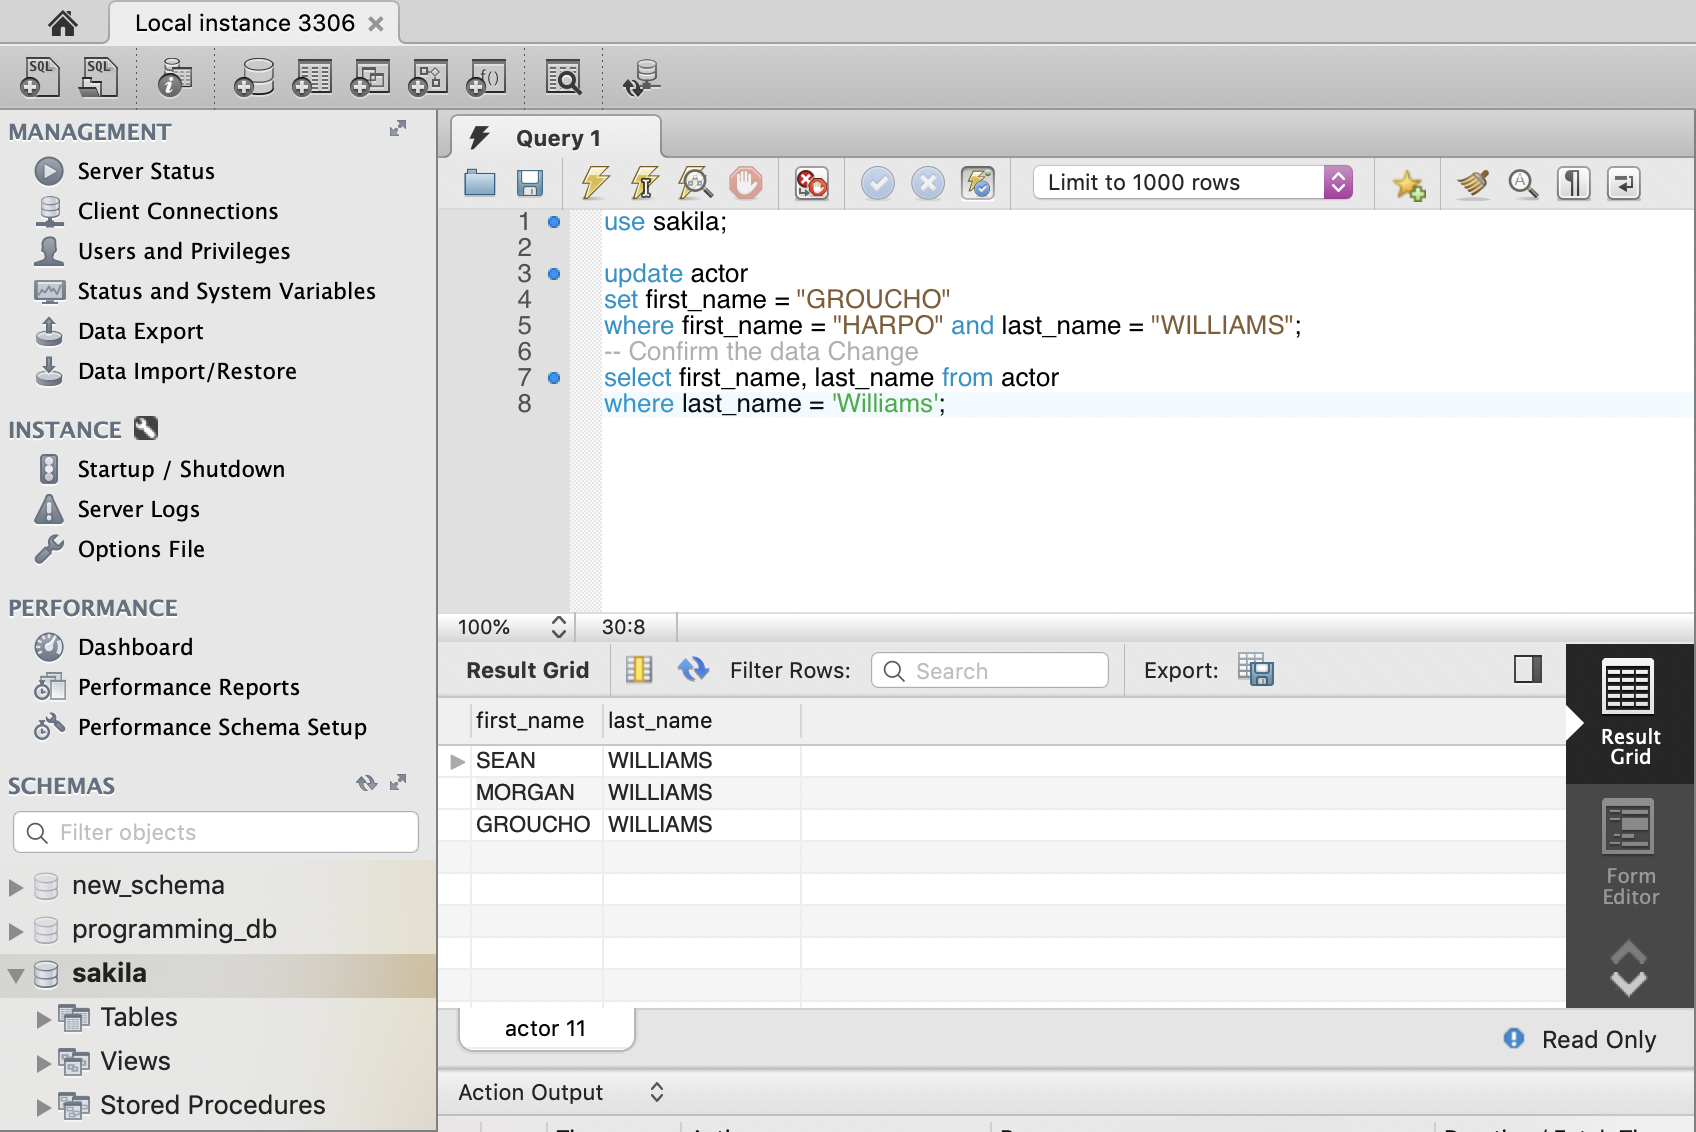 Local instance 3306
SQL
SQL
f()
MANAGEMENT
Server Status
Client Connections
Users and Privileges
Status and System Variables
Data Export
Data Import/Restore
INSTANCE
Startup / Shutdown
Server Logs
Options File
PERFORMANCE
Dashboard
Performance Reports
Performance Schema Setup
SCHEMAS
Filter objects
new_schema
programming_db
sakila
Tables
Views
Stored Procedures
Query 1
Limit to 1000 rows
1 use sakila;
2
3 update actor
4 set first_name = "GROUCHO"
5 where first_name = "HARPO" and last_name = "WILLIAMS";
6 -- Confirm the data Change
7 select first_name, last_name from actor
8 where last_name = 'Williams';
100% 30:8
Result Grid Filter Rows: Search Export:
first_name last_name
SEAN WILLIAMS
MORGAN WILLIAMS
GROUCHO WILLIAMS
Result
Grid
Form
Editor
actor 11
Read Only
Action Output